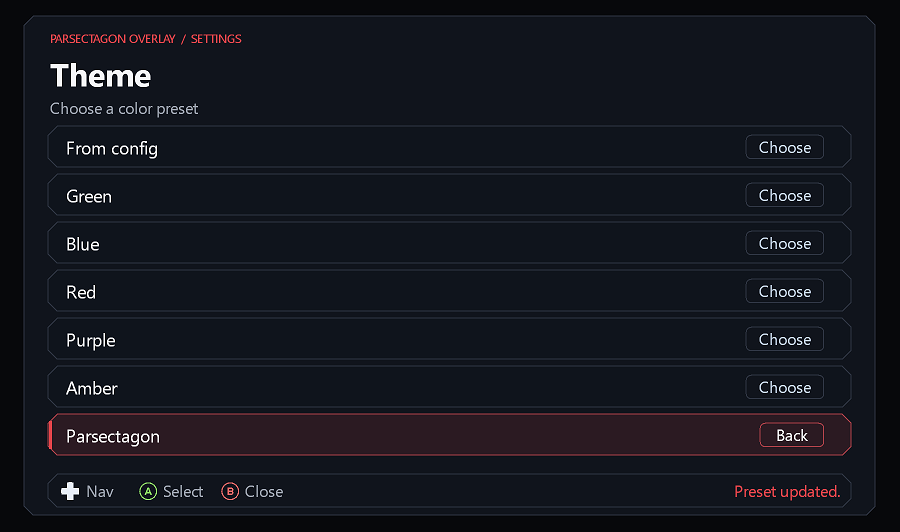 PARSECTAGON OVERLAY / SETTINGS
Theme
Choose a color preset
From config Choose
Green Choose
Blue Choose
Red Choose
Purple Choose
Amber Choose
Parsectagon Back
Nav A Select B Close Preset updated.